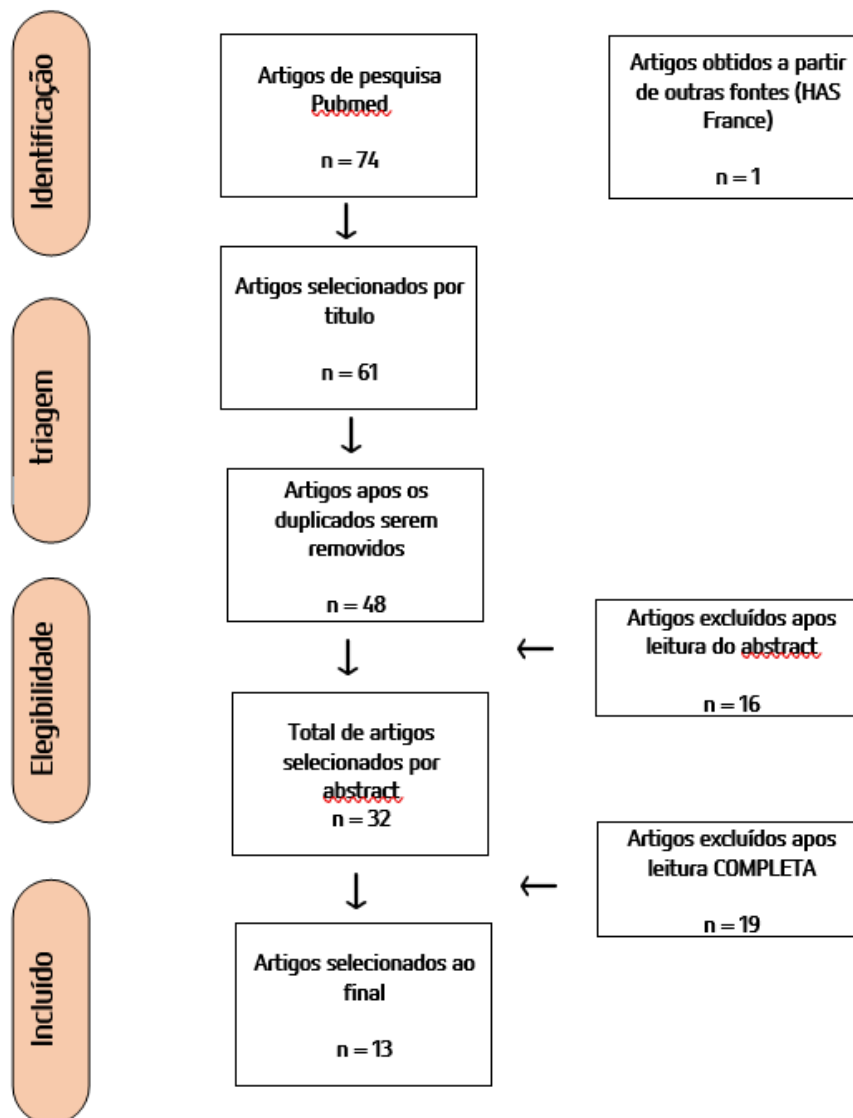 Identificação
Artigos de pesquisa
Pubmed
n = 74
Artigos obtidos a partir
de outras fontes (HAS
France)
n = 1
triagem
Artigos selecionados por
titulo
n = 61
Artigos apos os
duplicados serem
removidos
n = 48
Elegibilidade
Artigos excluídos apos
leitura do abstract
n = 16
Total de artigos
selecionados por
abstract
n = 32
Artigos excluídos apos
leitura COMPLETA
n = 19
Incluído
Artigos selecionados ao
final
n = 13